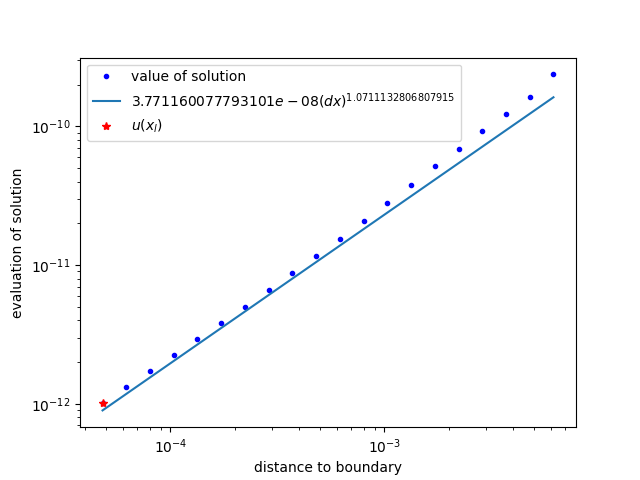 value of solution
3.771160077793101e − 08(dx)^1.0711132806807915
u(x_l)
10^−10
10^−11
10^−12
evaluation of solution
10^−4
10^−3
distance to boundary